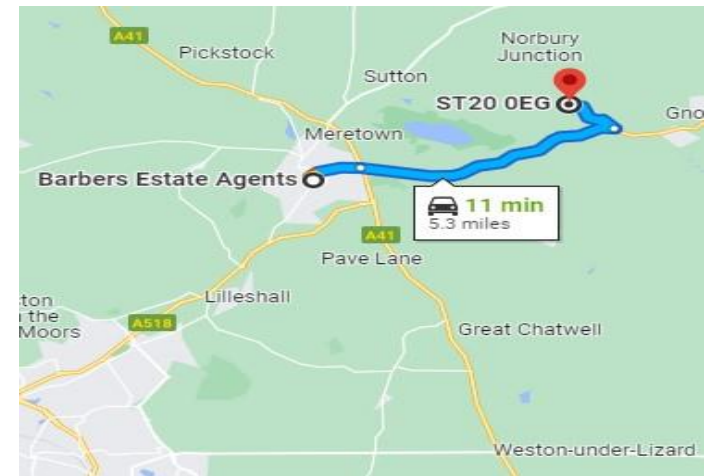 A41
Pickstock
Norbury
Junction
Sutton
ST20 0EG
Gno
Meretown
Barbers Estate Agents
11 min
5.3 miles
A41
Pave Lane
Lilleshall
ton
n the
Moors
A518
Great Chatwell
Weston-under-Lizard